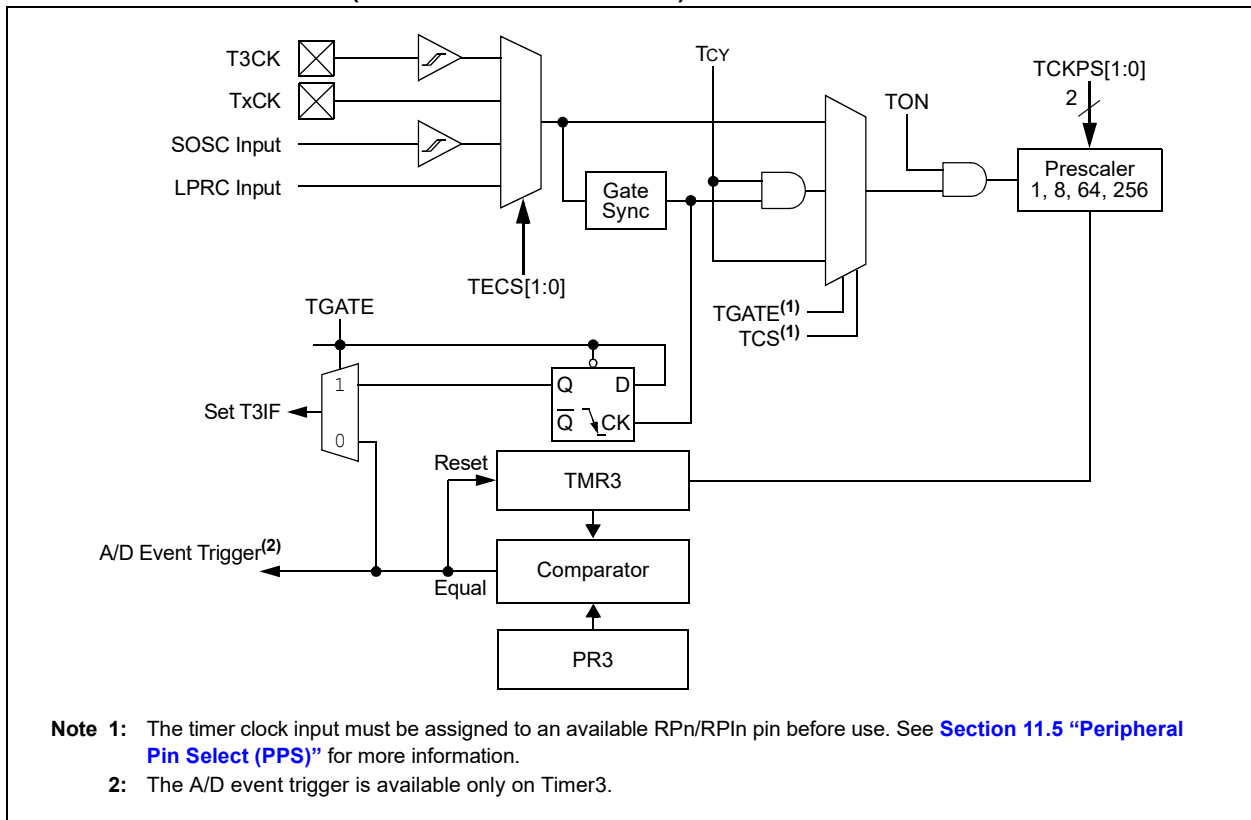 T3CK
TxCK
SOSC Input
LPRC Input
TECS[1:0]
Gate
Sync
TCY
TGATE(1)
TCS(1)
TON
TCKPS[1:0]
2
Prescaler
1, 8, 64, 256
TGATE
1
0
Set T3IF
Q D
Q CK
Reset
TMR3
A/D Event Trigger(2)
Equal
Comparator
PR3
Note 1: The timer clock input must be assigned to an available RPn/RPIn pin before use. See Section 11.5 “Peripheral
Pin Select (PPS)” for more information.
2: The A/D event trigger is available only on Timer3.